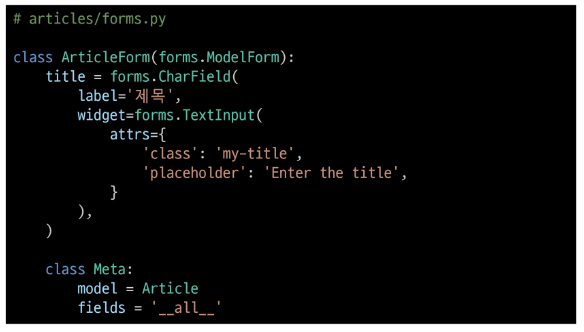 # articles/forms.py
class ArticleForm(forms.ModelForm):
    title = forms.CharField(
        label='제목',
        widget=forms.TextInput(
            attrs={
                'class': 'my-title',
                'placeholder': 'Enter the title',
            }
        ),
    )
    class Meta:
        model = Article
        fields = '__all__'